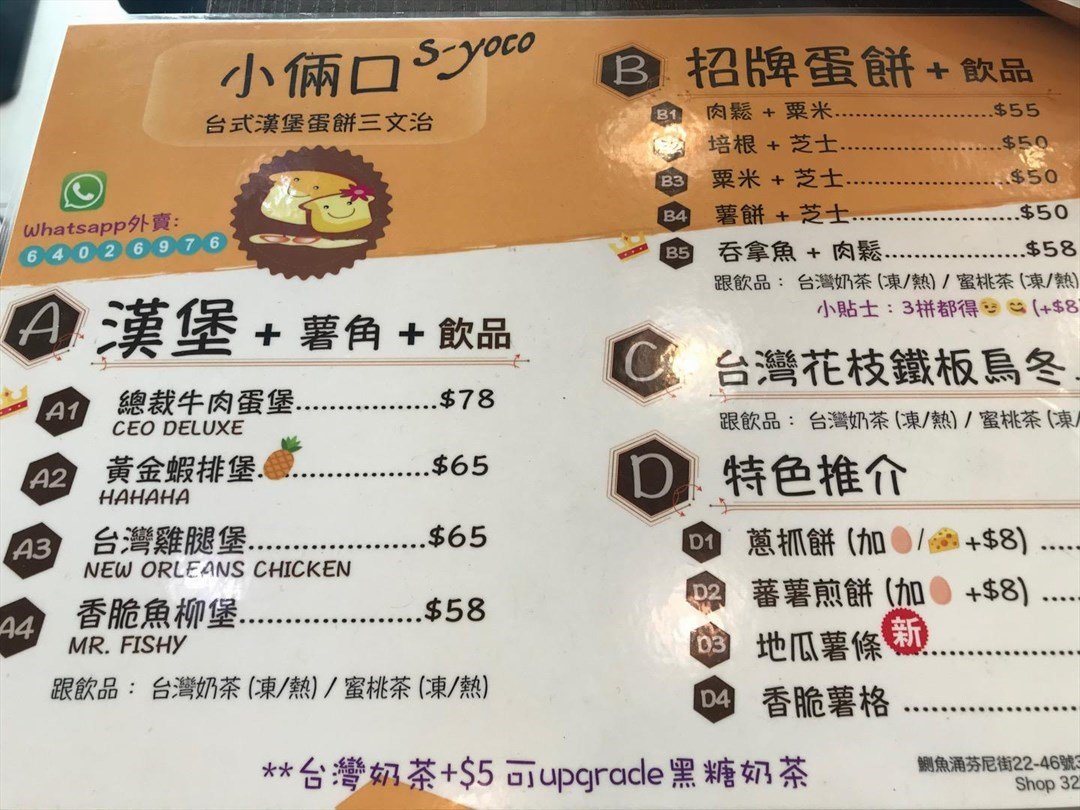 小倆口 s-yoco
台式漢堡蛋餅三文治
Whatsapp外賣:
64026976
A 漢堡 + 薯角 + 飲品
A1 總裁牛肉蛋堡..................$78
CEO DELUXE
A2 黃金蝦排堡..................$65
HAHAHA
A3 台灣雞腿堡..................$65
NEW ORLEANS CHICKEN
A4 香脆魚柳堡..................$58
MR. FISHY
跟飲品： 台灣奶茶 (凍/熱) / 蜜桃茶 (凍/熱)
B 招牌蛋餅 + 飲品
B1 肉鬆 + 粟米..................$55
培根 + 芝士..................$50
B3 粟米 + 芝士..................$50
B4 薯餅 + 芝士..................$50
B5 吞拿魚 + 肉鬆..................$58
跟飲品： 台灣奶茶 (凍/熱) / 蜜桃茶 (凍/熱)
小貼士：3拼都得 (+$8
C 台灣花枝鐵板烏冬
跟飲品： 台灣奶茶 (凍/熱) / 蜜桃茶 (凍/
D 特色推介
D1 蔥抓餅 (加 / +$8) .....
D2 蕃薯煎餅 (加 +$8) .....
D3 地瓜薯條 新..................
D4 香脆薯格 ..................
**台灣奶茶+$5 可upgrade黑糖奶茶
鰂魚涌芬尼街22-46號3
Shop 32